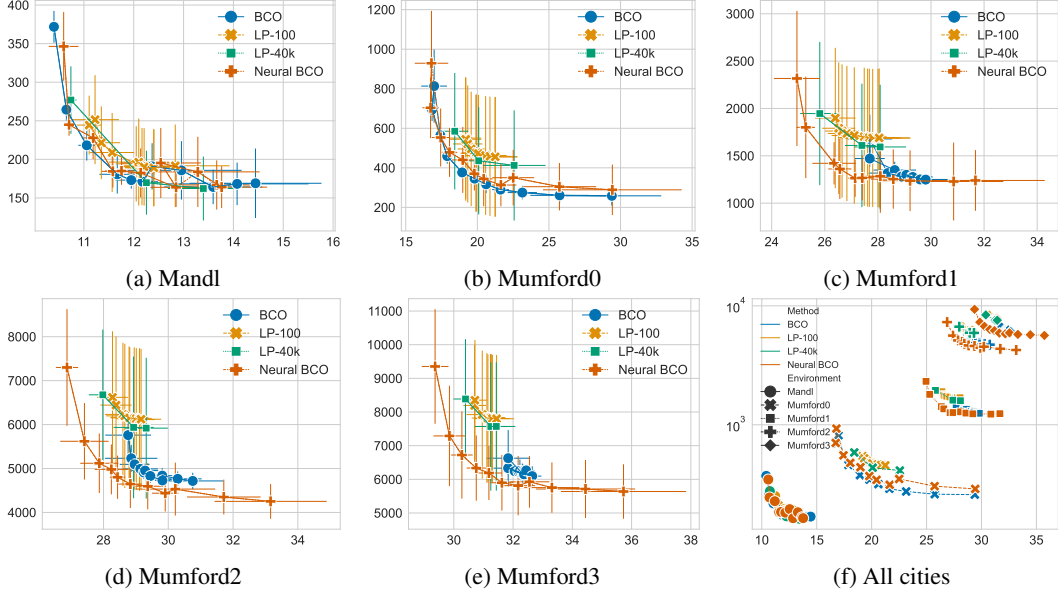 400
350
300
250
200
150
11
12
13
14
15
16
BCO
LP-100
LP-40k
Neural BCO
(a) Mandl
1200
1000
800
600
400
200
15
20
25
30
35
BCO
LP-100
LP-40k
Neural BCO
(b) Mumford0
3000
2500
2000
1500
1000
24
26
28
30
32
34
BCO
LP-100
LP-40k
Neural BCO
(c) Mumford1
8000
7000
6000
5000
4000
28
30
32
34
BCO
LP-100
LP-40k
Neural BCO
(d) Mumford2
11000
10000
9000
8000
7000
6000
5000
30
32
34
36
38
BCO
LP-100
LP-40k
Neural BCO
(e) Mumford3
10⁴
10³
10
15
20
25
30
35
Method
BCO
LP-100
LP-40k
Neural BCO
Environment
Mandl
Mumford0
Mumford1
Mumford2
Mumford3
(f) All cities